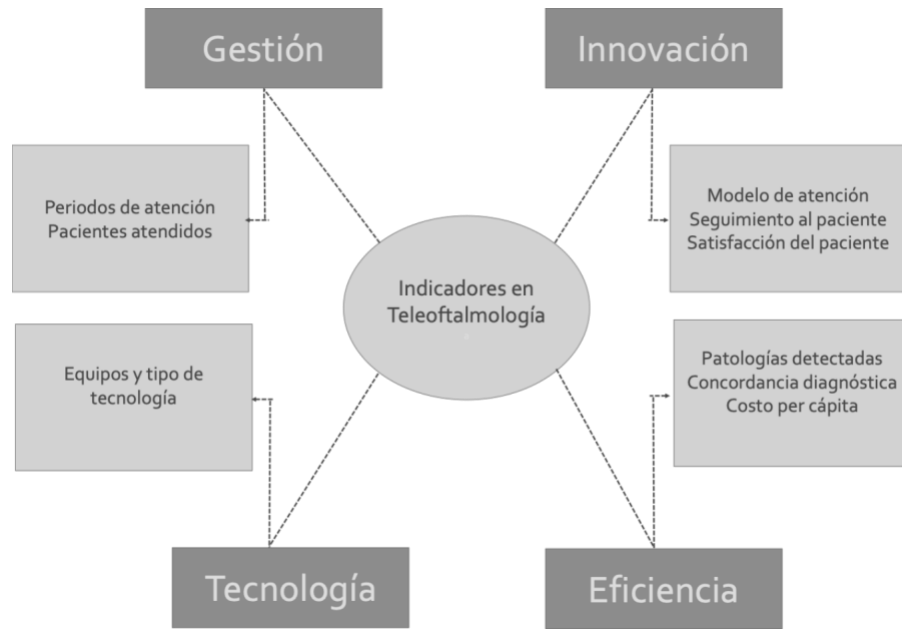 Gestión
Innovación
Periodos de atención
Pacientes atendidos
Modelo de atención
Seguimiento al paciente
Satisfacción del paciente
Indicadores en
Teleoftalmología
Equipos y tipo de
tecnología
Patologías detectadas
Concordancia diagnóstica
Costo per cápita
Tecnología
Eficiencia